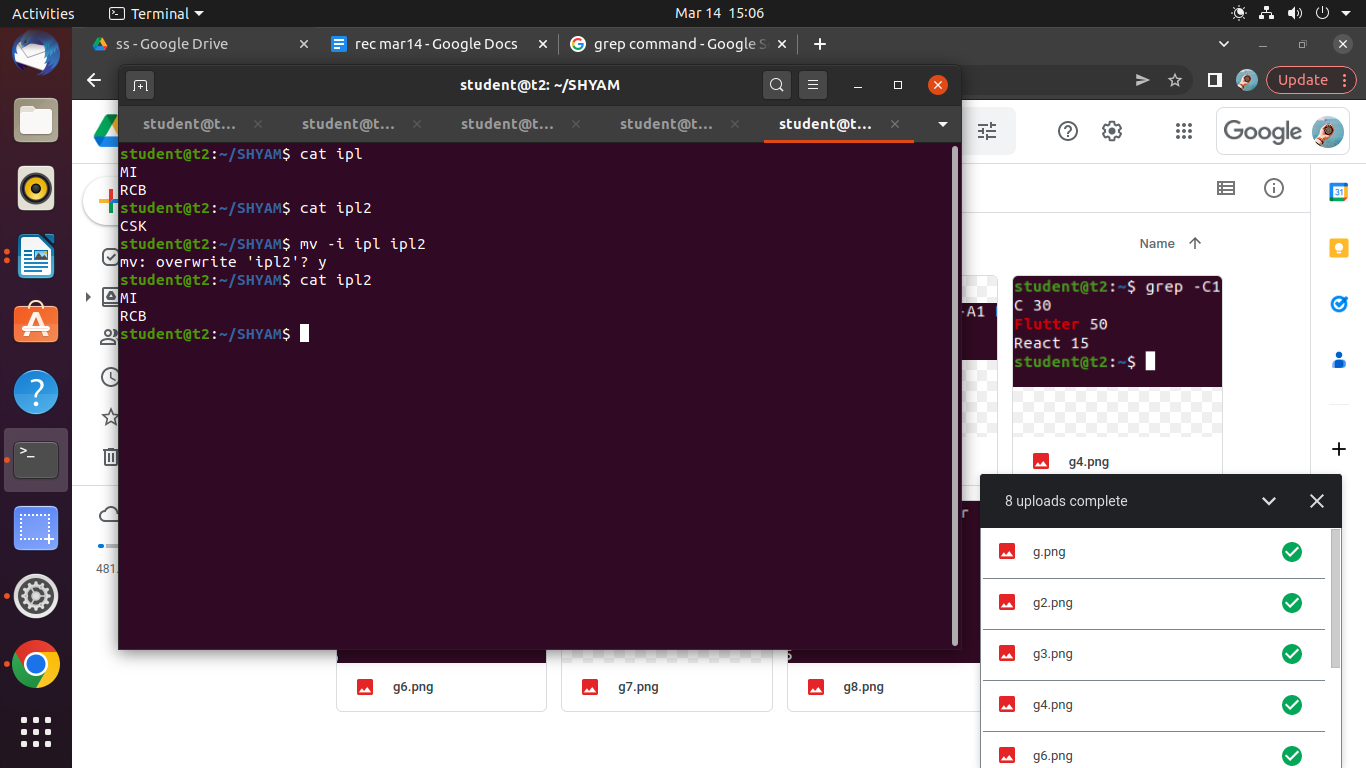 Activities
Terminal
Mar 14 15:06
ss - Google Drive
rec mar14 - Google Docs
grep command - Google S
Update
student@t2: ~/SHYAM
student@t...
student@t...
student@t...
student@t...
student@t...
Google
student@t2:~/SHYAM$ cat ipl
MI
RCB
student@t2:~/SHYAM$ cat ipl2
CSK
student@t2:~/SHYAM$ mv -i ipl ipl2
mv: overwrite 'ipl2'? y
student@t2:~/SHYAM$ cat ipl2
MI
RCB
student@t2:~/SHYAM$
31
Name
-A1
student@t2:~$ grep -C1
C 30
Flutter 50
React 15
student@t2:~$
g4.png
481.
8 uploads complete
g.png
g2.png
g3.png
g4.png
g6.png
g6.png
g7.png
g8.png